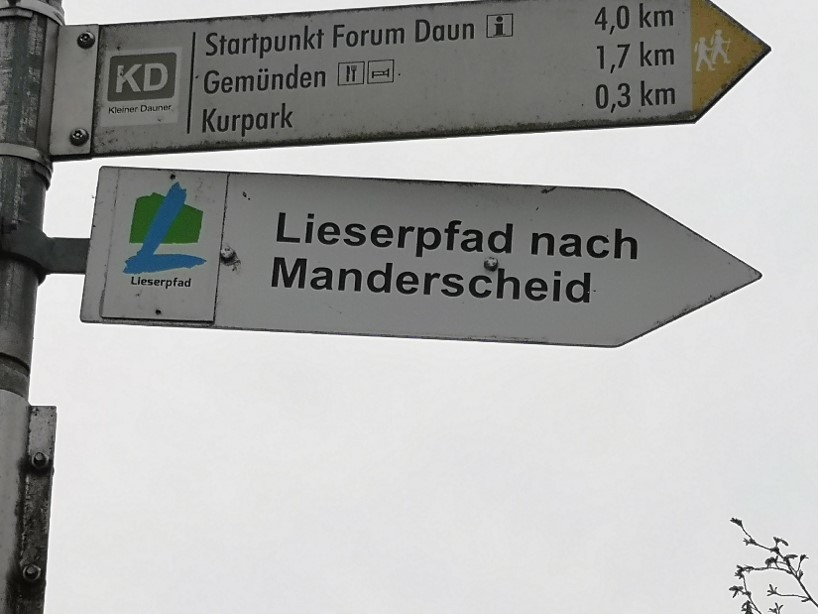 KD
Kleiner Dauner
Startpunkt Forum Daun i 4,0 km
Gemünden 1,7 km
Kurpark 0,3 km
Lieserpfad
Lieserpfad nach
Manderscheid